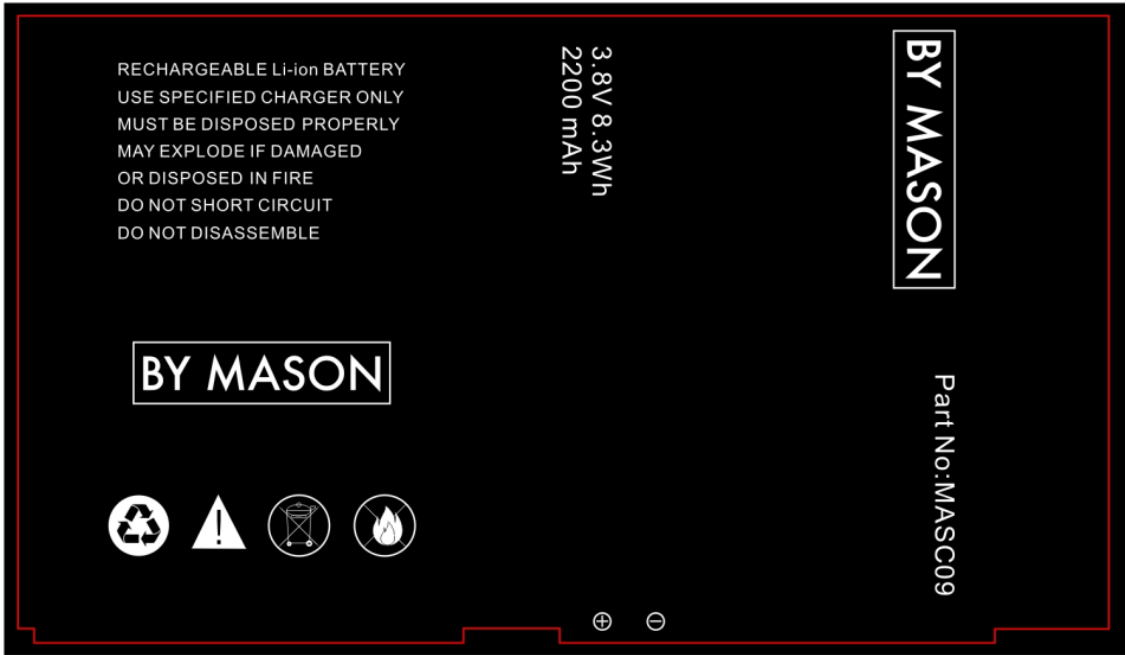 RECHARGEABLE Li-ion BATTERY
USE SPECIFIED CHARGER ONLY
MUST BE DISPOSED PROPERLY
MAY EXPLODE IF DAMAGED
OR DISPOSED IN FIRE
DO NOT SHORT CIRCUIT
DO NOT DISASSEMBLE
BY MASON
3.8V 8.3Wh
2200 mAh
BY MASON
Part No:MASC09